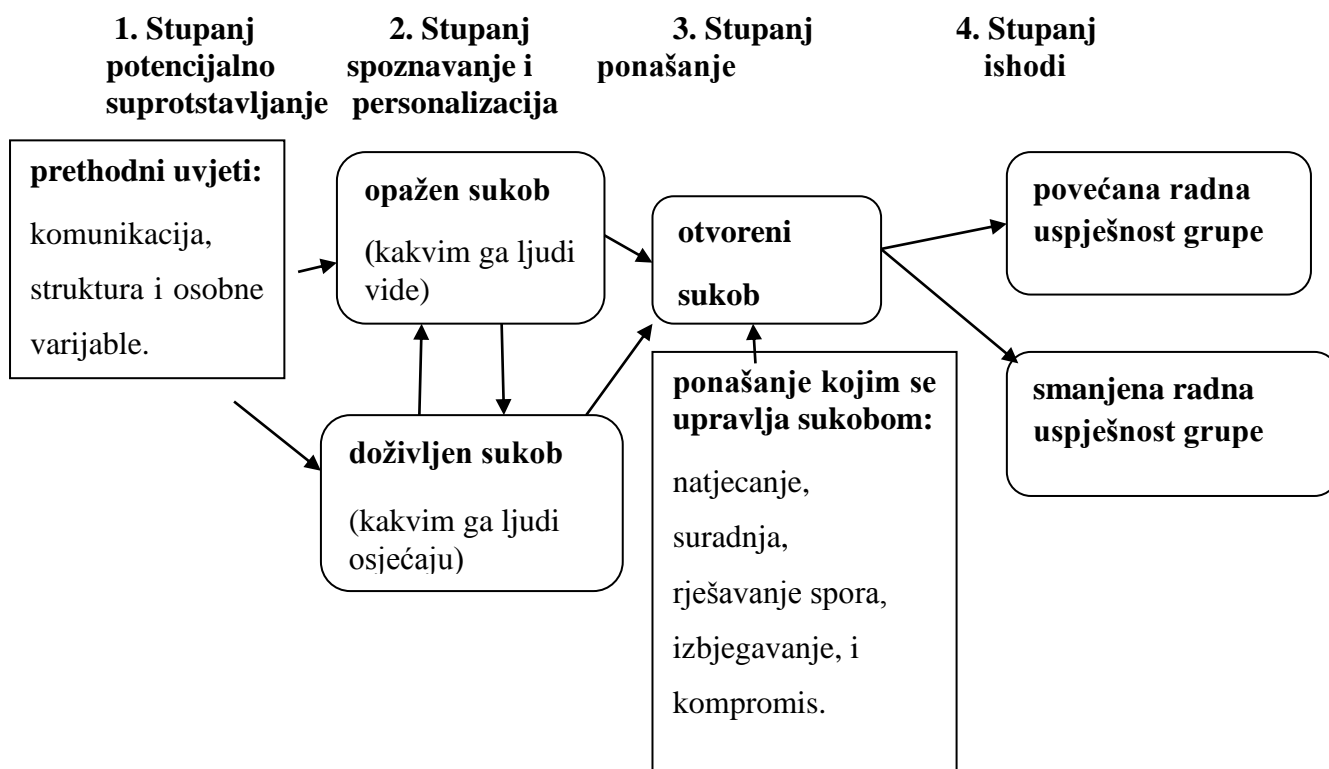 1. Stupanj
potencijalno
suprotstavljanje
2. Stupanj
spoznavanje i
personalizacija
3. Stupanj
ponašanje
4. Stupanj
ishodi
prethodni uvjeti:
komunikacija,
struktura i osobne
varijable.
opažen sukob
(kakvim ga ljudi
vide)
doživljen sukob
(kakvim ga ljudi
osjećaju)
otvoreni
sukob
ponašanje kojim se
upravlja sukobom:
natjecanje,
suradnja,
rješavanje spora,
izbjegavanje, i
kompromis.
povećana radna
uspješnost grupe
smanjena radna
uspješnost grupe